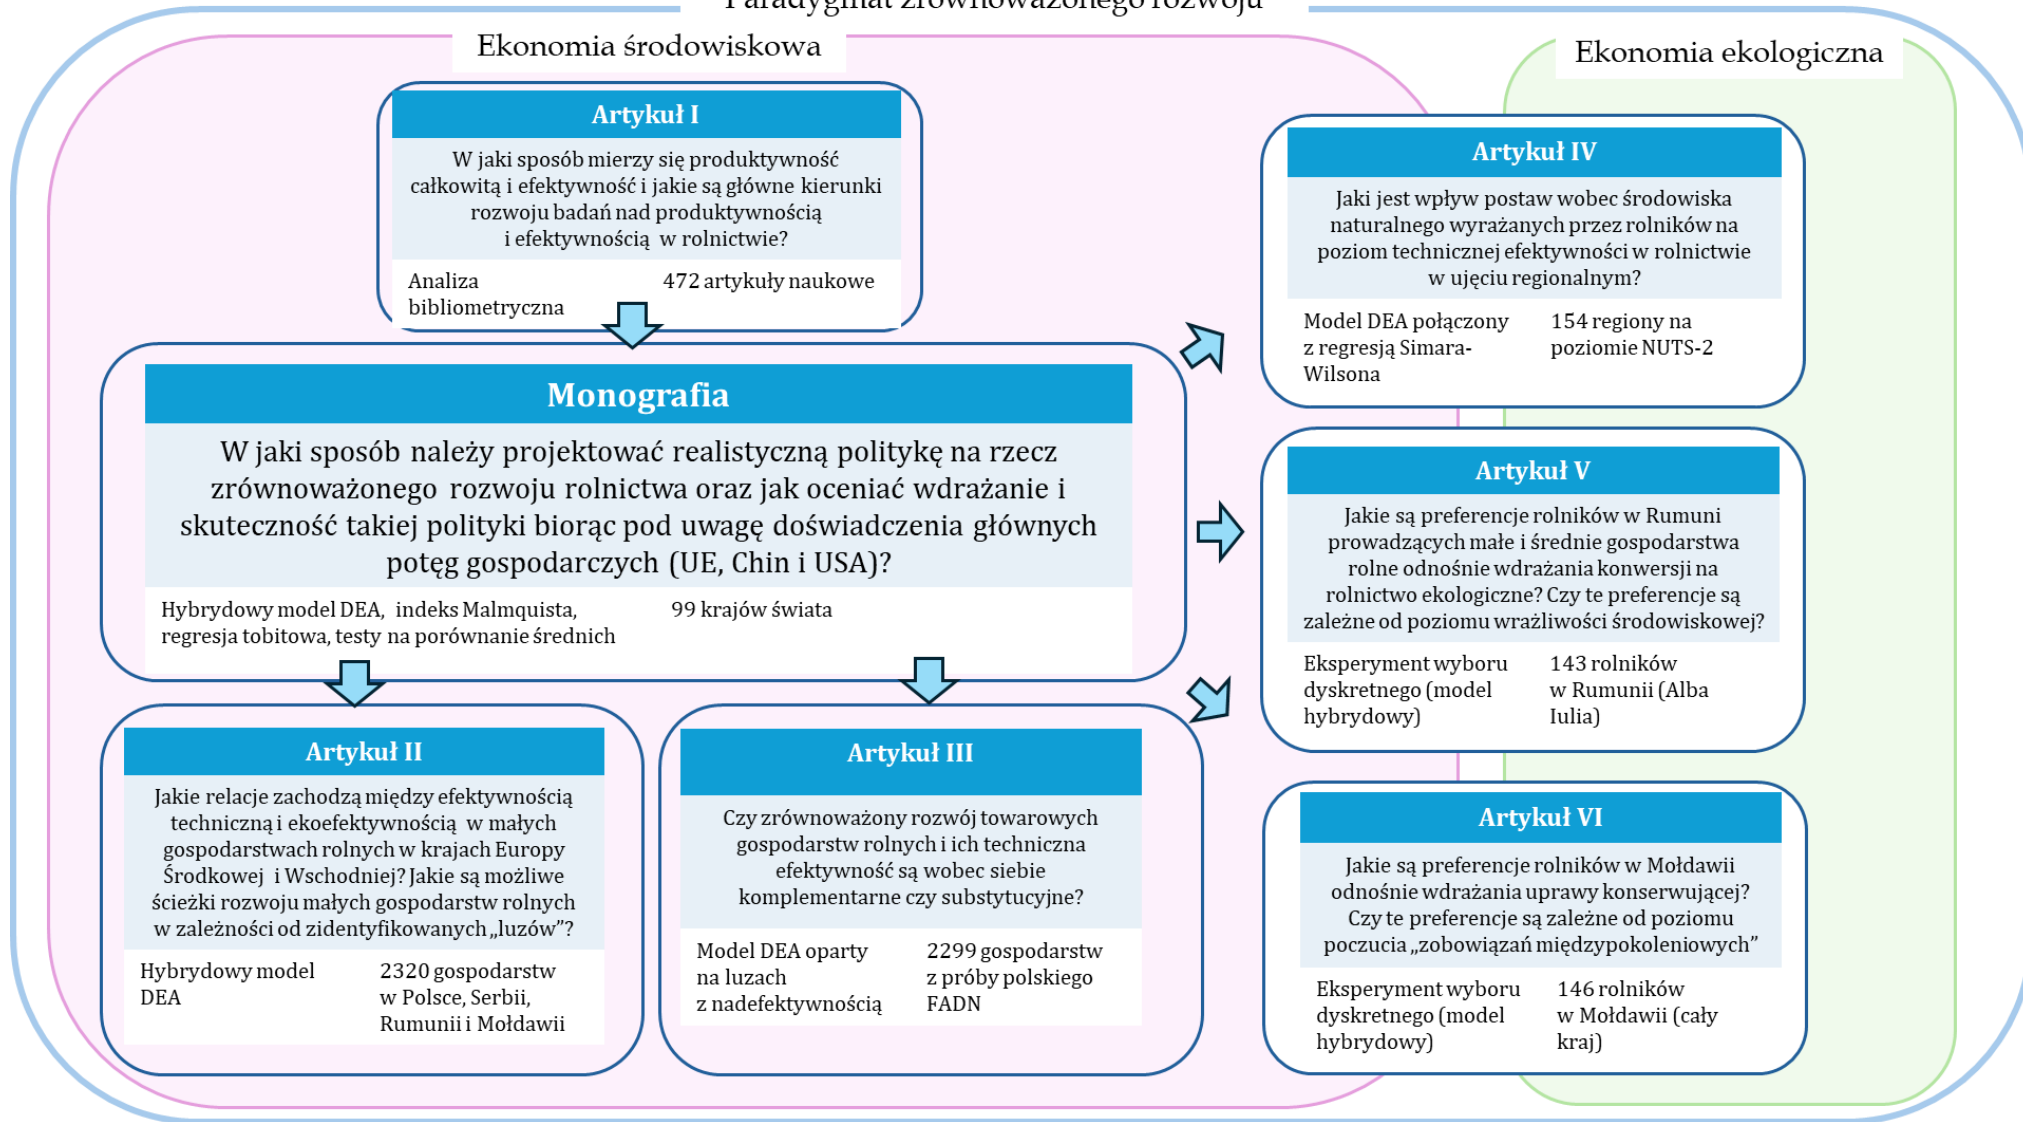 Paradygmat zrównoważonego rozwoju
Ekonomia środowiskowa
Ekonomia ekologiczna
Artykuł I
W jaki sposób mierzy się produktywność
całkowitą i efektywność i jakie są główne kierunki
rozwoju badań nad produktywnością
i efektywnością w rolnictwie?
Analiza
bibliometryczna
472 artykuły naukowe
Monografia
W jaki sposób należy projektować realistyczną politykę na rzecz
zrównoważonego rozwoju rolnictwa oraz jak oceniać wdrażanie i
skuteczność takiej polityki biorąc pod uwagę doświadczenia głównych
potęg gospodarczych (UE, Chin i USA)?
Hybrydowy model DEA, indeks Malmquista,
regresja tobitowa, testy na porównanie średnich
99 krajów świata
Artykuł II
Jakie relacje zachodzą między efektywnością
techniczną i ekoefektywnością w małych
gospodarstwach rolnych w krajach Europy
Środkowej i Wschodniej? Jakie są możliwe
ścieżki rozwoju małych gospodarstw rolnych
w zależności od zidentyfikowanych „luzów”?
Hybrydowy model
DEA
2320 gospodarstw
w Polsce, Serbii,
Rumunii i Mołdawii
Artykuł III
Czy zrównoważony rozwój towarowych
gospodarstw rolnych i ich techniczna
efektywność są wobec siebie
komplementarne czy substytucyjne?
Model DEA oparty
na luzach
z nadefektywnością
2299 gospodarstw
z próby polskiego
FADN
Artykuł IV
Jaki jest wpływ postaw wobec środowiska
naturalnego wyrażanych przez rolników na
poziom technicznej efektywności w rolnictwie
w ujęciu regionalnym?
Model DEA połączony
z regresją Simara-
Wilsona
154 regiony na
poziomie NUTS-2
Artykuł V
Jakie są preferencje rolników w Rumuni
prowadzących małe i średnie gospodarstwa
rolne odnośnie wdrażania konwersji na
rolnictwo ekologiczne? Czy te preferencje są
zależne od poziomu wrażliwości środowiskowej?
Eksperyment wyboru
dyskretnego (model
hybrydowy)
143 rolników
w Rumunii (Alba
Iulia)
Artykuł VI
Jakie są preferencje rolników w Mołdawii
odnośnie wdrażania uprawy konserwującej?
Czy te preferencje są zależne od poziomu
poczucia „zobowiązań międzypokoleniowych”
Eksperyment wyboru
dyskretnego (model
hybrydowy)
146 rolników
w Mołdawii (cały
kraj)